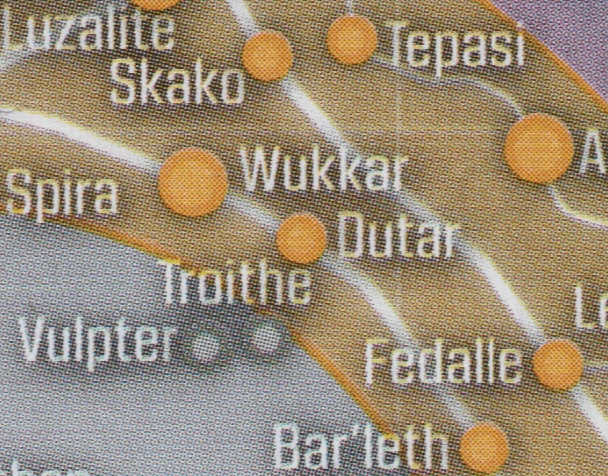 Luzalite
Tepasi
Skako
Wukkar
Spira
Dutar
Troithe
Vulpter
Fedalle
Bar'leth